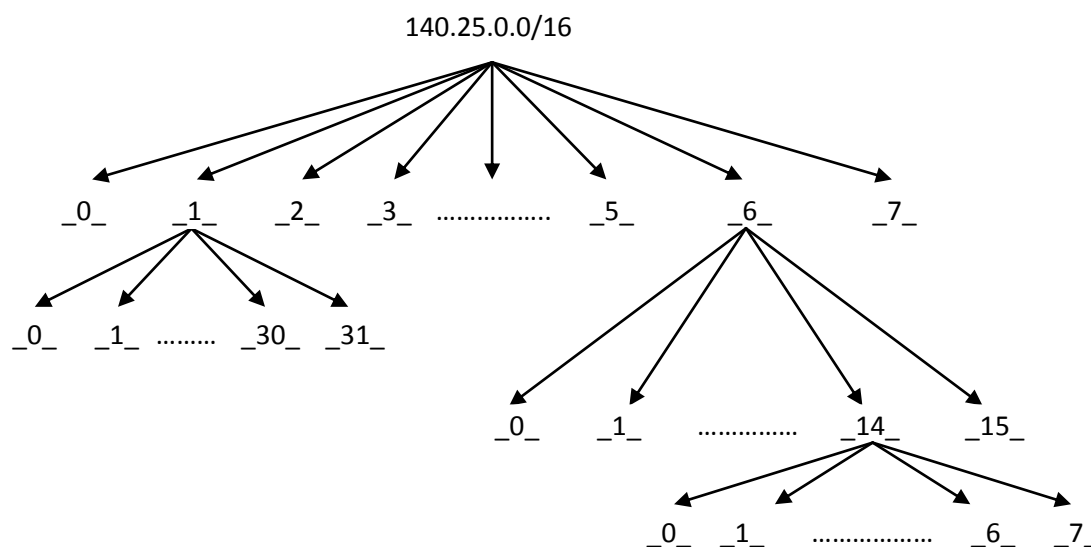 140.25.0.0/16
_0_ _1_ _2_ _3_ …………….. _5_ _6_ _7_
_0_ _1_ ……… _30_ _31_
_0_ _1_ …………… _14_ _15_
_0_ _1_ ………………… _6_ _7_